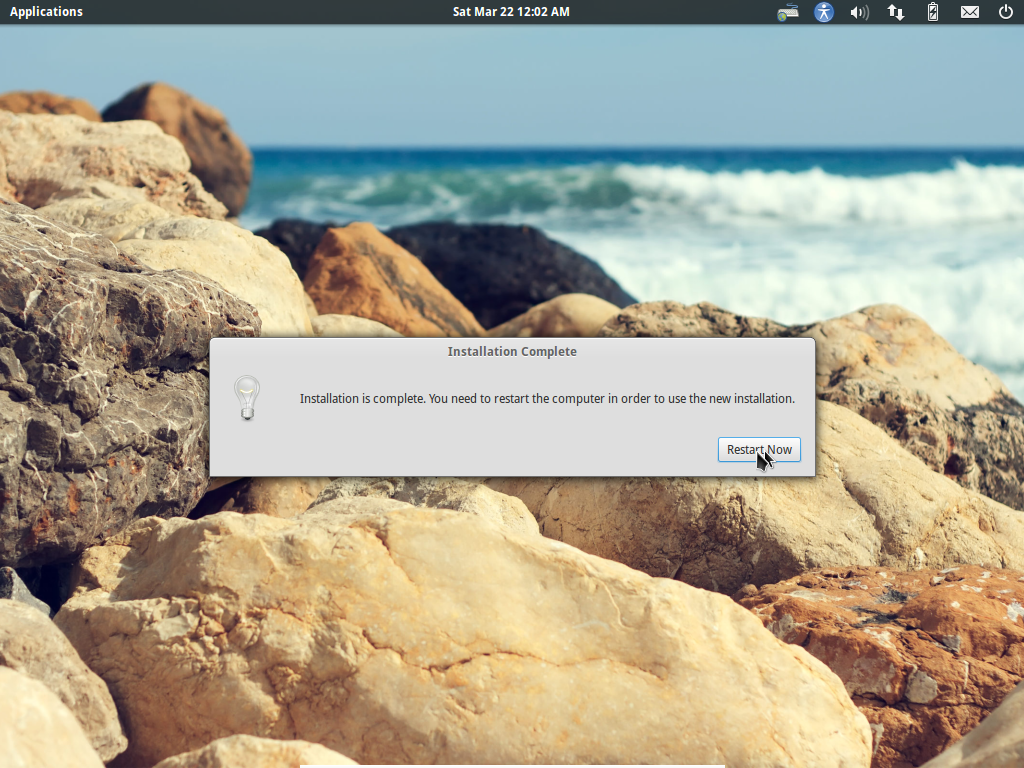 Applications
Sat Mar 22 12:02 AM
Installation Complete
Installation is complete. You need to restart the computer in order to use the new installation.
Restart Now